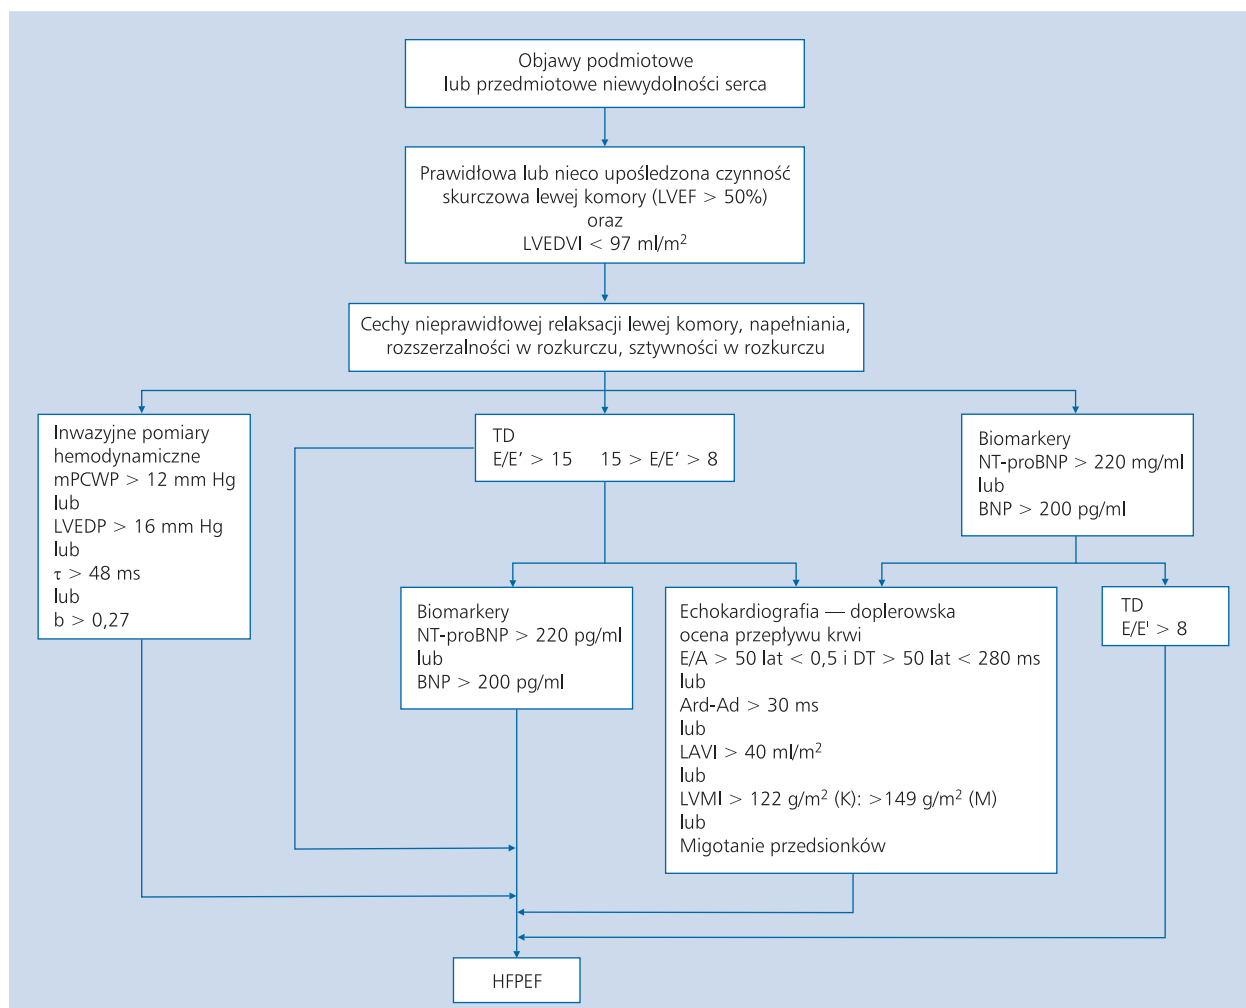 Objawy podmiotowe
lub przedmiotowe niewydolności serca
Prawidłowa lub nieco upośledzona czynność
skurczowa lewej komory (LVEF > 50%)
oraz
LVEDVI < 97 ml/m²
Cechy nieprawidłowej relaksacji lewej komory, napełniania,
rozszerzalności w rozkurczu, sztywności w rozkurczu
Inwazyjne pomiary
hemodynamiczne
mPCWP > 12 mm Hg
lub
LVEDP > 16 mm Hg
lub
τ > 48 ms
lub
b > 0,27
TD
E/E′ > 15 15 > E/E′ > 8
Biomarkery
NT-proBNP > 220 mg/ml
lub
BNP > 200 pg/ml
Biomarkery
NT-proBNP > 220 pg/ml
lub
BNP > 200 pg/ml
Echokardiografia — doplerowska
ocena przepływu krwi
E/A > 50 lat < 0,5 i DT > 50 lat < 280 ms
lub
Ard-Ad > 30 ms
lub
LAVI > 40 ml/m²
lub
LVMI > 122 g/m² (K): >149 g/m² (M)
lub
Migotanie przedsionków
TD
E/E' > 8
HFPEF